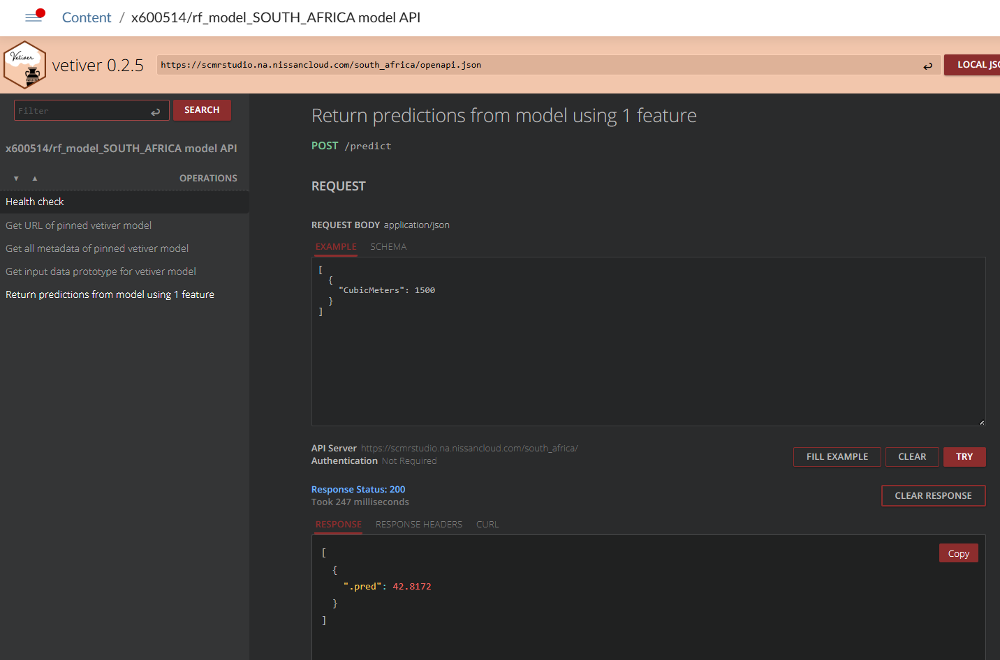 Content / x600514/rf_model_SOUTH_AFRICA model API
Vetiver
vetiver 0.2.5
https://scmrstudio.na.nissancloud.com/south_africa/openapi.json
LOCAL JSO
Filter
SEARCH
x600514/rf_model_SOUTH_AFRICA model API
OPERATIONS
Health check
Get URL of pinned vetiver model
Get all metadata of pinned vetiver model
Get input data prototype for vetiver model
Return predictions from model using 1 feature
Return predictions from model using 1 feature
POST /predict
REQUEST
REQUEST BODY application/json
EXAMPLE SCHEMA
[
{
"CubicMeters": 1500
}
]
API Server https://scmrstudio.na.nissancloud.com/south_africa/
Authentication Not Required
FILL EXAMPLE CLEAR TRY
Response Status: 200
Took 247 milliseconds
CLEAR RESPONSE
RESPONSE RESPONSE HEADERS CURL
Copy
[
{
".pred": 42.8172
}
]